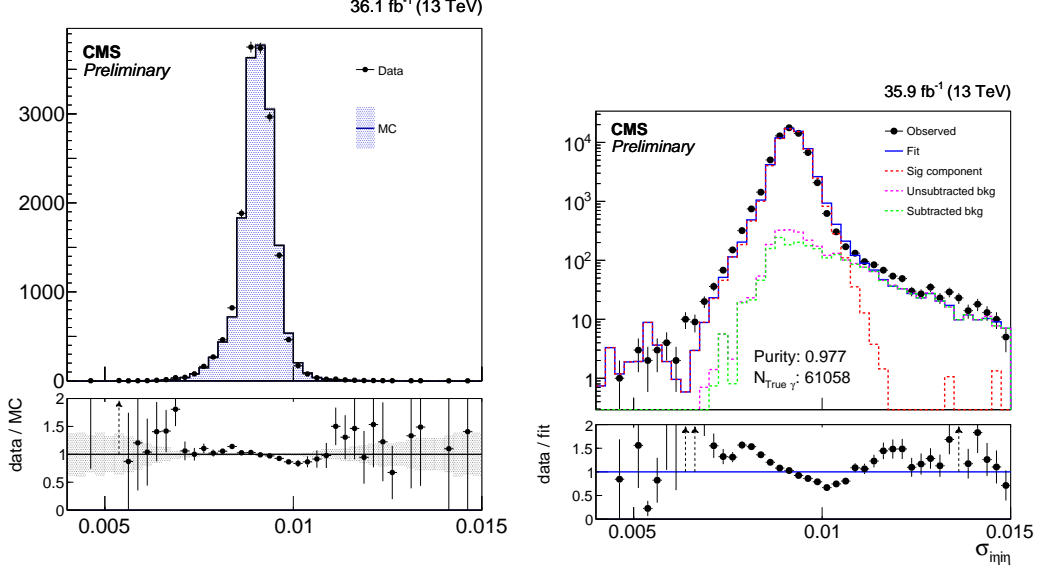 36.1 fb⁻¹ (13 TeV)
CMS
Preliminary
Data
MC
3000
2000
1000
0
data / MC
2
1.5
1
0.5
0
0.005
0.01
0.015
35.9 fb⁻¹ (13 TeV)
CMS
Preliminary
Observed
Fit
Sig component
Unsubtracted bkg
Subtracted bkg
10⁴
10³
10²
10
1
Purity: 0.977
N_True γ: 61058
data / fit
2
1.5
1
0.5
0
0.005
0.01
0.015
σ_iηiη